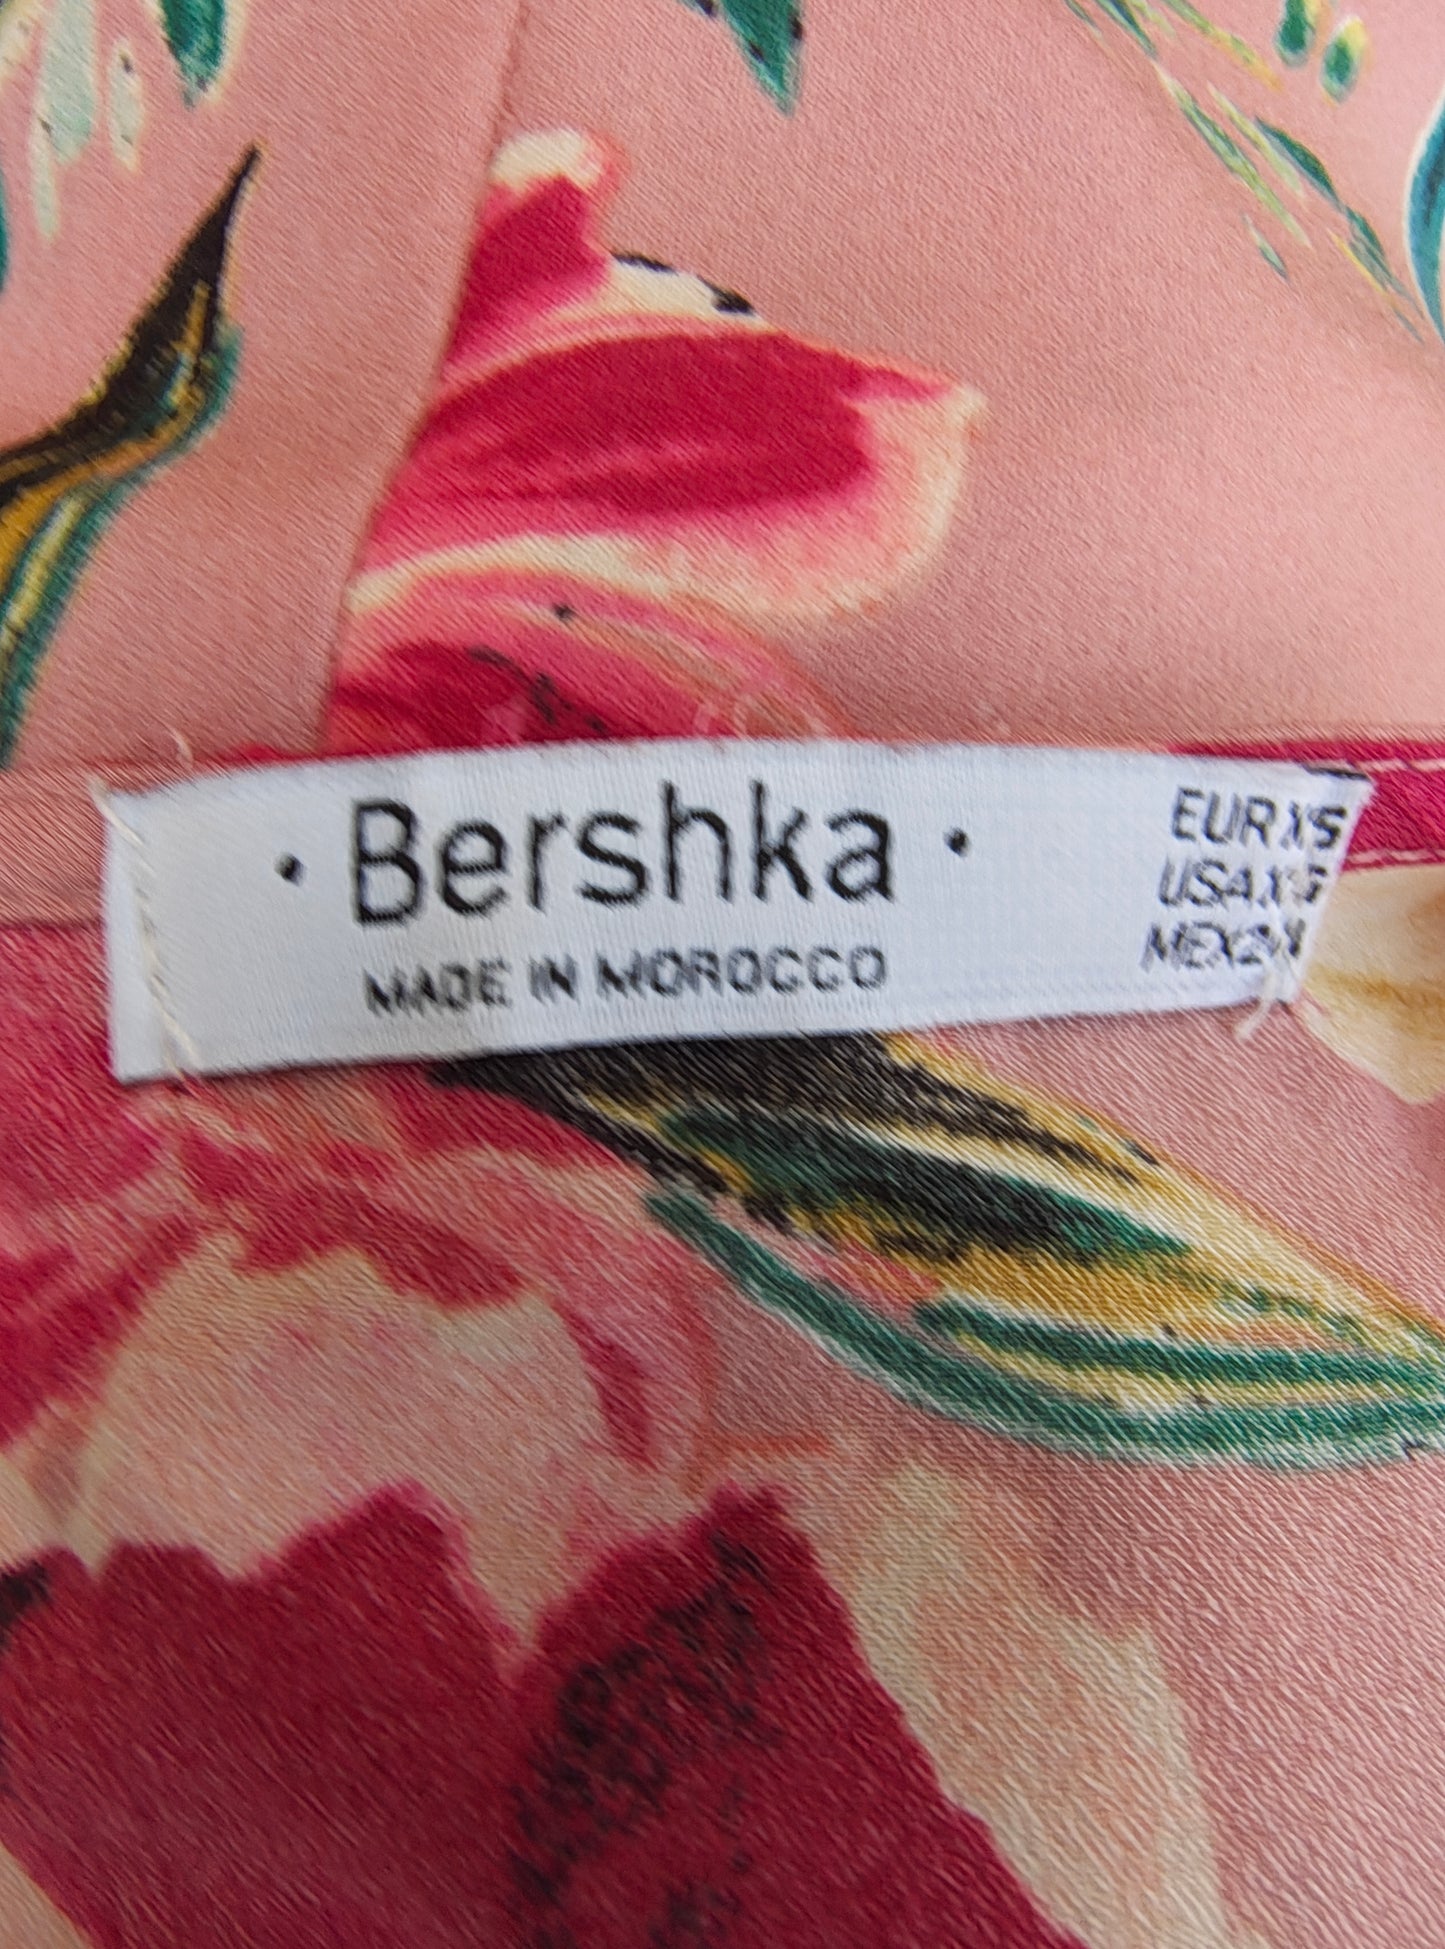 · Bershka ·
MADE IN MOROCCO
EUR XS
USA XS